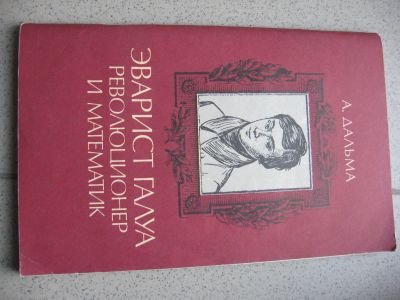 А. ДАЛЬМА
ЭВАРИСТ ГАЛУА
РЕВОЛЮЦИОНЕР
И МАТЕМАТИК